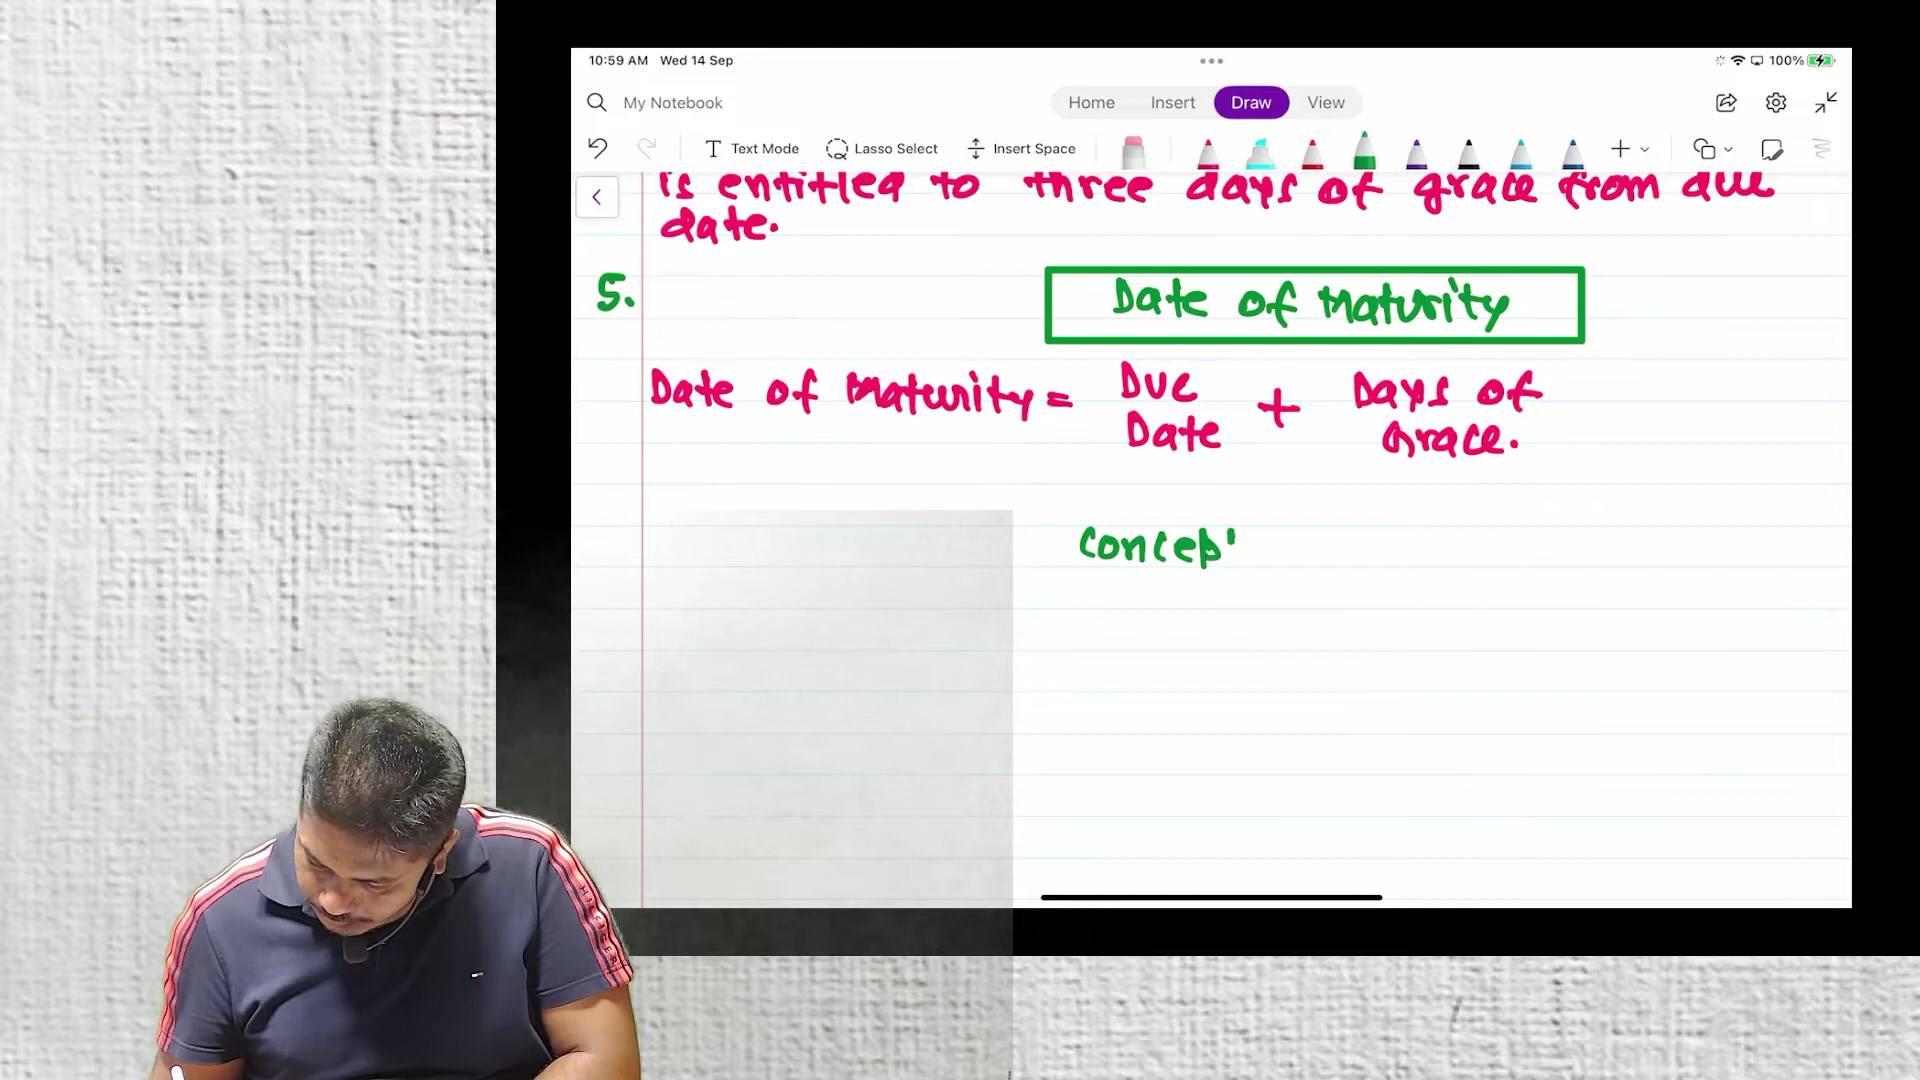 10:59 AM Wed 14 Sep
100%
My Notebook
Home Insert Draw View
Text Mode Lasso Select Insert Space
is entitled to three days of grace from due
date.
5. Date of Maturity
Date of Maturity = Due Date + Days of Grace.
Concep